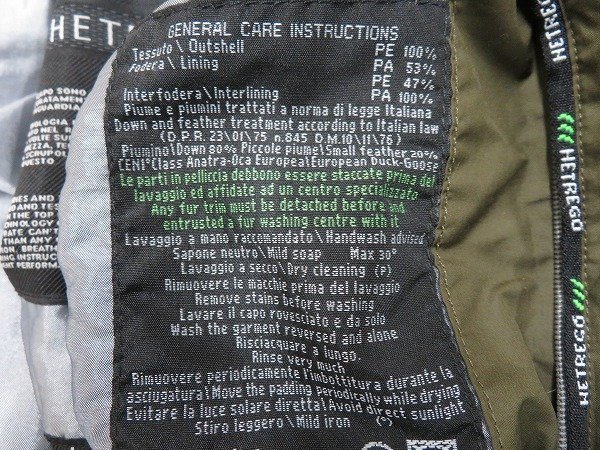 HETR
GENERAL CARE INSTRUCTIONS
Tessuto\Outshell PE 100%
Fodera\Lining PA 53%
PE 47%
Interfodera\Interlining PA 100%
Piume e piumini trattati a norma di legge Italiana
Down and feather treatment according to Italian law
(D.P.R. 23\01\75 n.845 D.M.10\11\76)
Piumino\Down 80% Piccole piume\Small feather 20%
CEN1°Class Anatra-Oca Europea\European Duck-Goose
Le parti in pelliccia debbono essere staccate prima del
lavaggio ed affidate ad un centro specializzato
Any fur trim must be detached before and
entrusted a fur washing centre with it
Lavaggio a mano raccomandato\Handwash advised
Sapone neutro\Mild soap Max 30°
Lavaggio a secco\Dry cleaning (P)
Rimuovere le macchie prima del lavaggio
Remove stains before washing
Lavare il capo rovesciato e da solo
Wash the garment reversed and alone
Risciacquare a lungo.
Rinse very much
Rimuovere periodicamente l'imbottitura durante la
asciugatura\Move the padding periodically while drying
Evitare la luce solare diretta\Avoid direct sunlight
Stiro leggero\Mild iron (°)
HETREGO
HETREGO
HETREGO